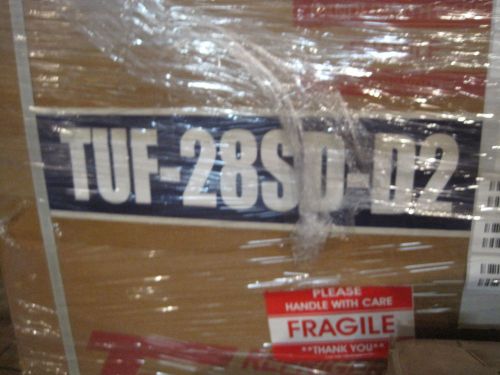 TUF-28SD-D2
PLEASE
HANDLE WITH CARE
FRAGILE
**THANK YOU**